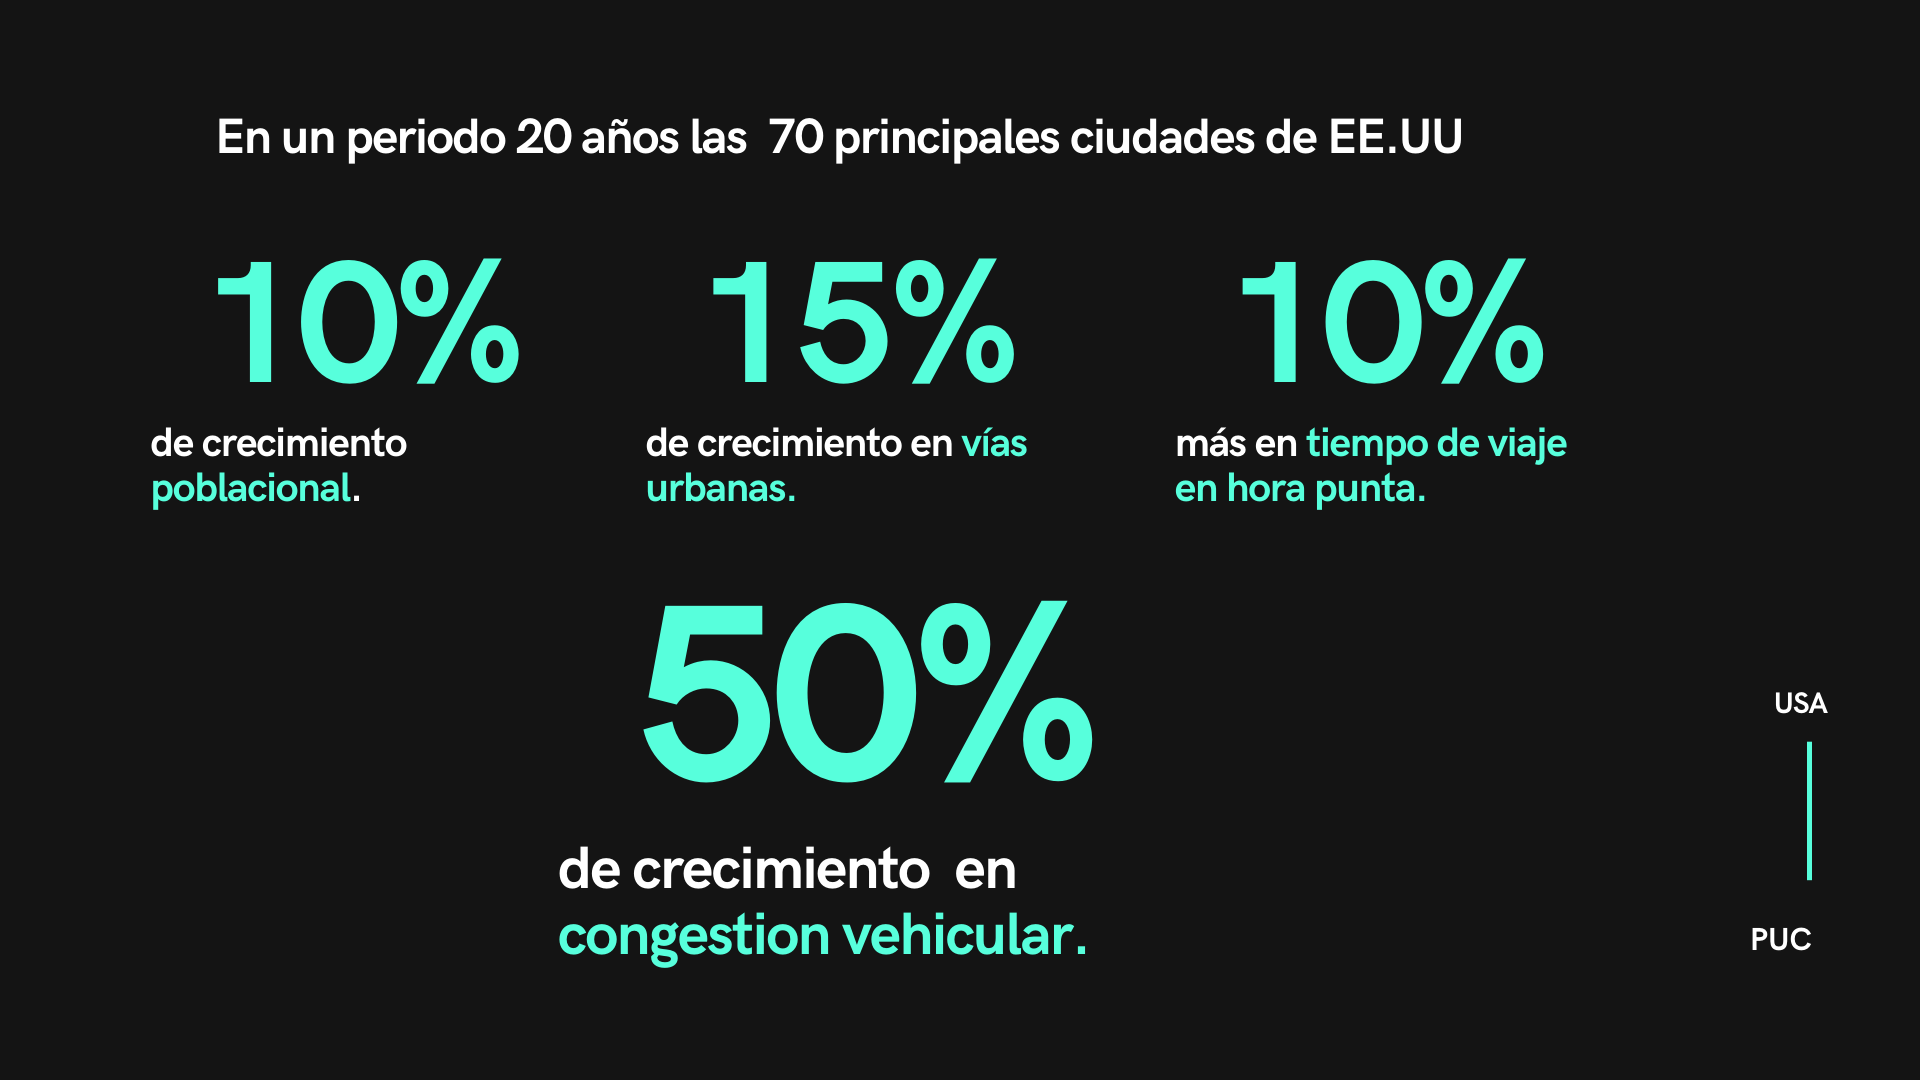 En un periodo 20 años las  70 principales ciudades de EE.UU
10%
de crecimiento
poblacional.
15%
de crecimiento en vías
urbanas.
10%
más en tiempo de viaje
en hora punta.
50%
de crecimiento  en
congestion vehicular.
USA
PUC